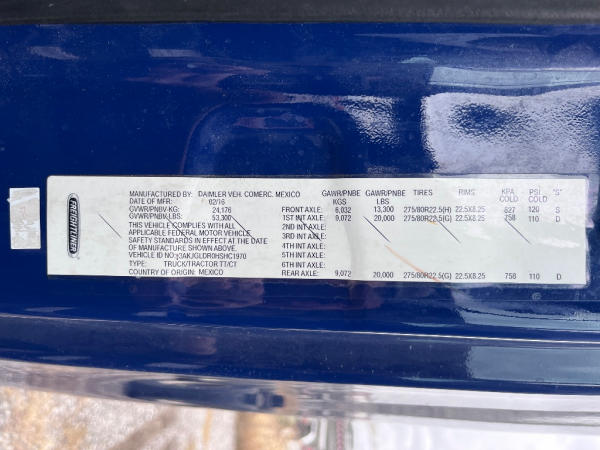 FREIGHTLINER
MANUFACTURED BY: DAIMLER VEH. COMERC. MEXICO
DATE OF MFR: 02/16
GVWR/PNBV-KG: 24,176
GVWR/PNBV-LBS: 53,300
THIS VEHICLE COMPLIES WITH ALL
APPLICABLE FEDERAL MOTOR VEHICLE
SAFETY STANDARDS IN EFFECT AT THE
DATE OF MANUFACTURE SHOWN ABOVE.
VEHICLE ID NO.: 3AKJGLDR0HSHC1970
TYPE: TRUCK/TRACTOR TT/CT
COUNTRY OF ORIGIN: MEXICO
GAWR/PNBE KGS GAWR/PNBE LBS TIRES RIMS KPA COLD PSI COLD "S"
FRONT AXLE: 6,032 13,300 275/80R22.5(H) 22.5X8.25 827 120 S
1ST INT AXLE: 9,072 20,000 275/80R22.5(G) 22.5X8.25 758 110 D
2ND INT AXLE:
3RD INT AXLE:
4TH INT AXLE:
5TH INT AXLE:
6TH INT AXLE:
REAR AXLE: 9,072 20,000 275/80R22.5(G) 22.5X8.25 758 110 D